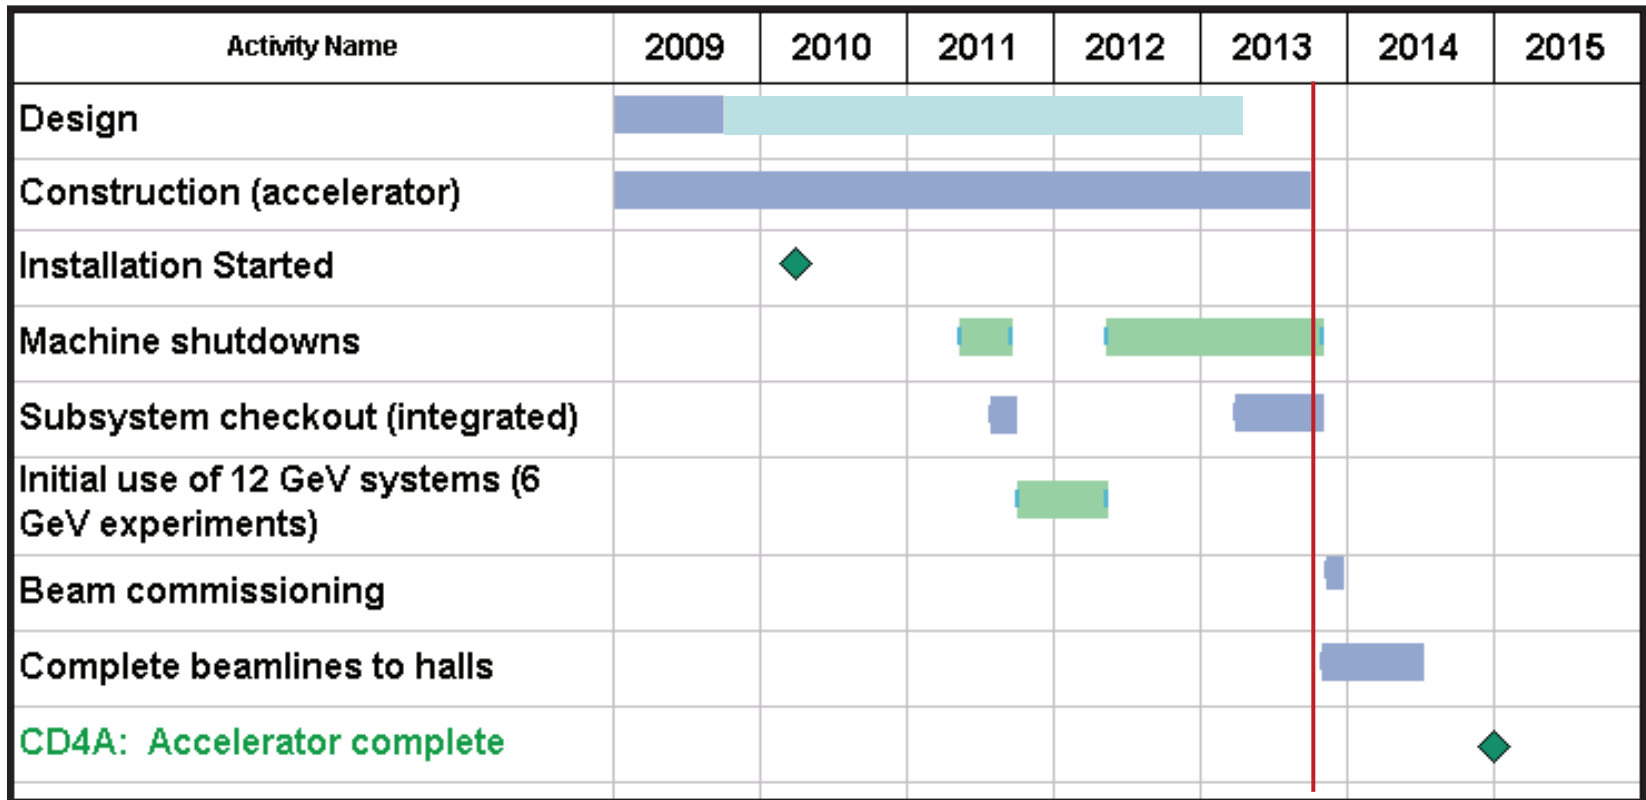 Activity Name 2009 2010 2011 2012 2013 2014 2015
Design
Construction (accelerator)
Installation Started
Machine shutdowns
Subsystem checkout (integrated)
Initial use of 12 GeV systems (6
GeV experiments)
Beam commissioning
Complete beamlines to halls
CD4A:  Accelerator complete